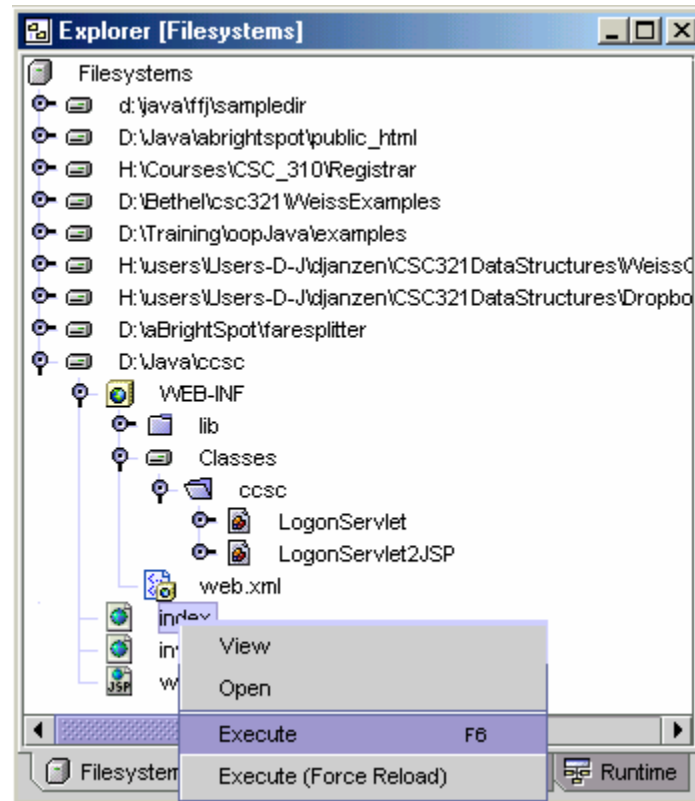 Explorer [Filesystems]
Filesystems
d:\java\ffj\sampledir
D:\Java\abrightspot\public_html
H:\Courses\CSC_310\Registrar
D:\Bethel\csc321\WeissExamples
D:\Training\oopJava\examples
H:\users\Users-D-J\djanzen\CSC321DataStructures\WeissC
H:\users\Users-D-J\djanzen\CSC321DataStructures\Dropbo
D:\aBrightSpot\faresplitter
D:\Java\ccsc
WEB-INF
lib
Classes
ccsc
LogonServlet
LogonServlet2JSP
web.xml
index
View
Open
JSP
Execute F6
Execute (Force Reload)
Filesystem
Runtime